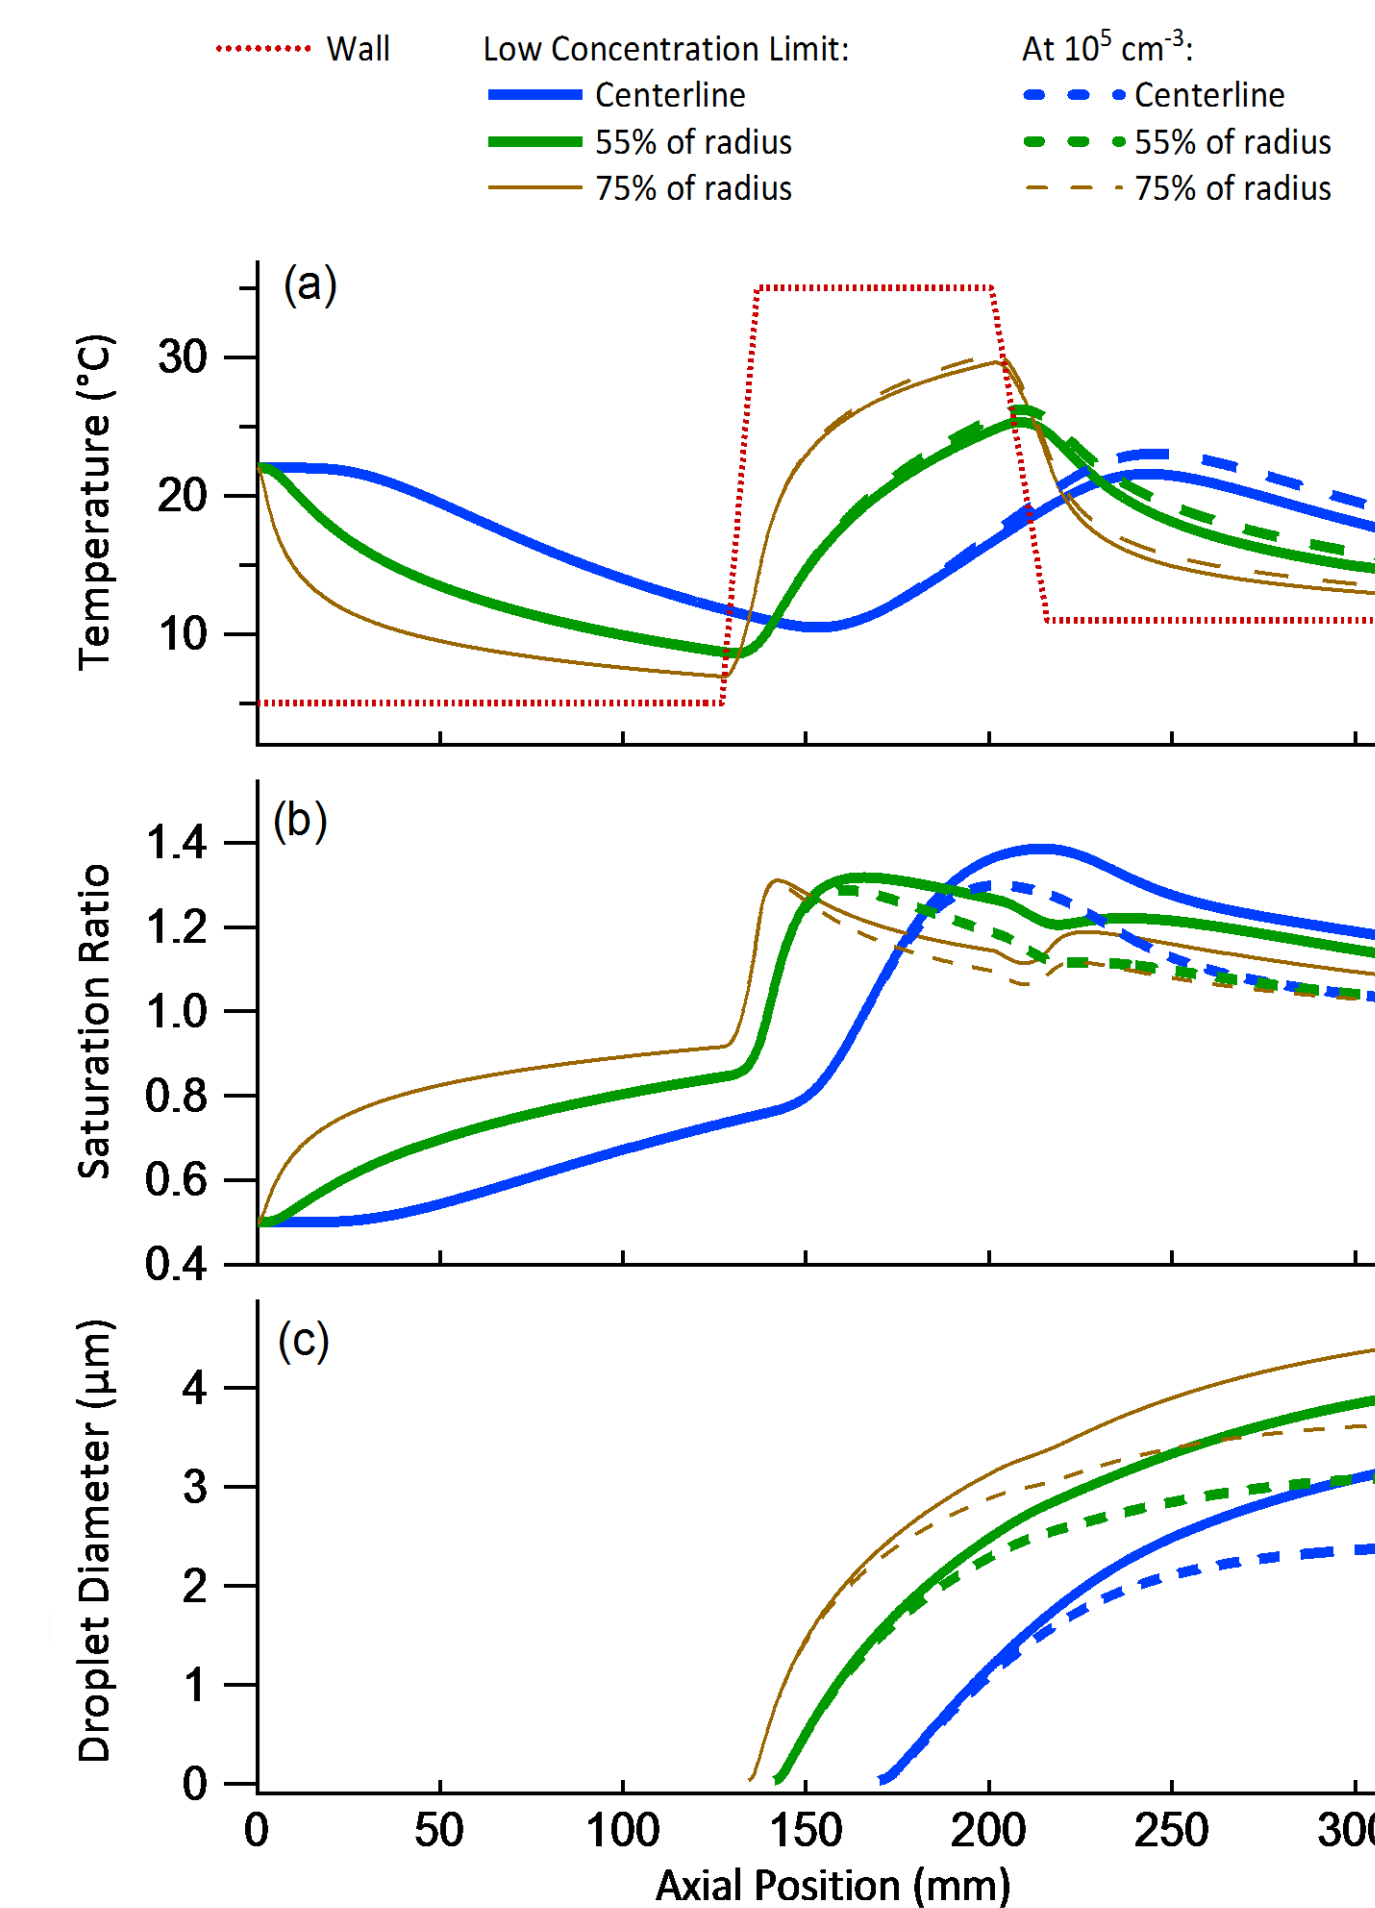 Wall
Low Concentration Limit:
At 10⁵ cm⁻³:
Centerline
Centerline
55% of radius
55% of radius
75% of radius
75% of radius
(a)
Temperature (°C)
30
20
10
(b)
Saturation Ratio
1.4
1.2
1.0
0.8
0.6
0.4
(c)
Droplet Diameter (µm)
4
3
2
1
0
0 50 100 150 200 250 300
Axial Position (mm)